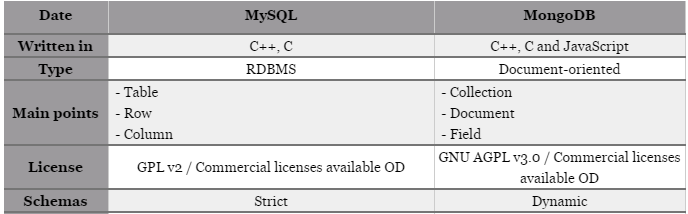 Date MySQL MongoDB
Written in C++, C C++, C and JavaScript
Type RDBMS Document-oriented
Main points
- Table
- Row
- Column
- Collection
- Document
- Field
License GPL v2 / Commercial licenses available OD
GNU AGPL v3.0 / Commercial licenses
available OD
Schemas Strict Dynamic